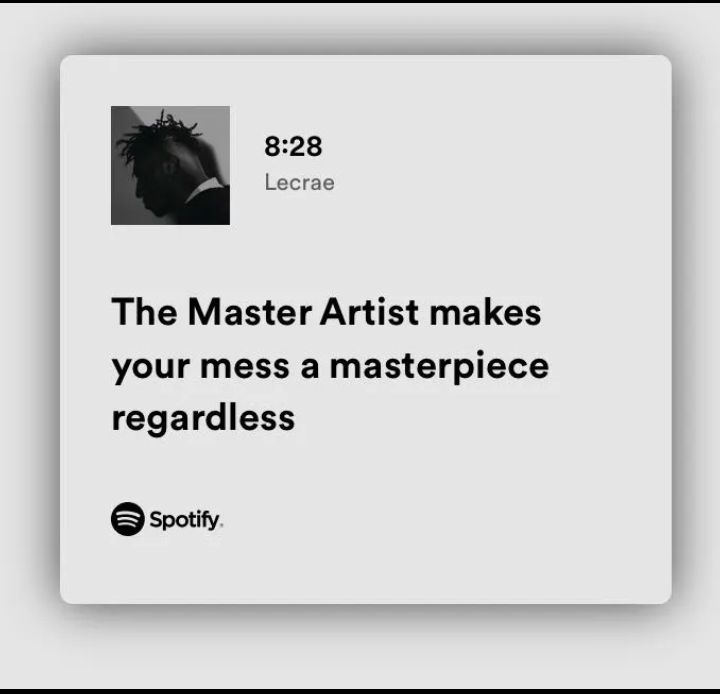 8:28
Lecrae
The Master Artist makes
your mess a masterpiece
regardless
Spotify